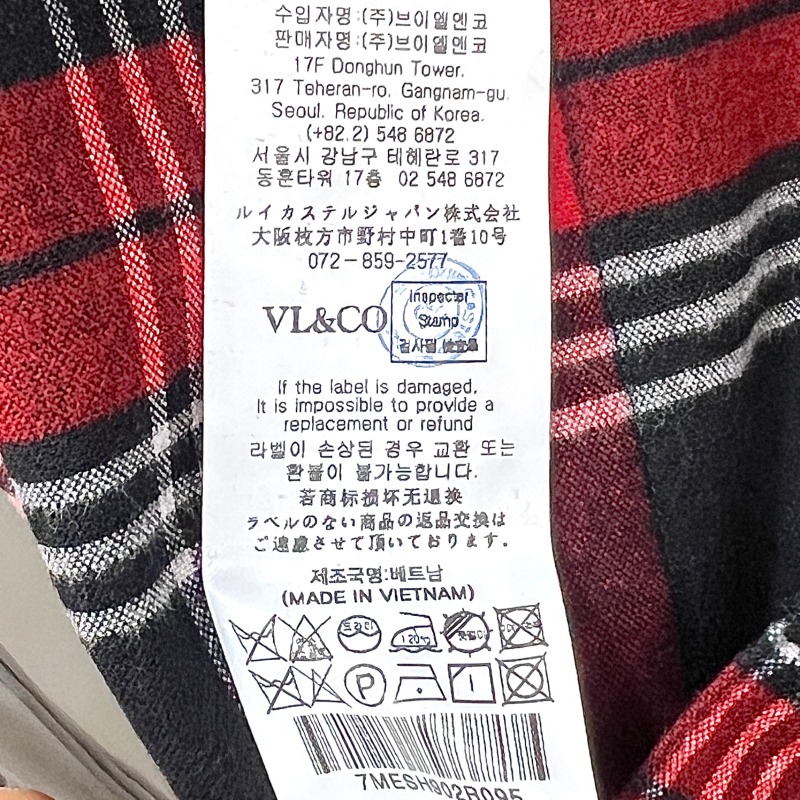 수입자명:(주)브이엘엔코
판매자명:(주)브이엘엔코
17F Donghun Tower.
317 Teheran-ro. Gangnam-gu.
Seoul. Republic of Korea.
(+82.2) 548 6872
서울시 강남구 테헤란로 317
동훈타워 17층 02 548 6872
ルイカステルジャパン株式会社
大阪枚方市野村中町1番10号
072-859-2577
VL&CO
Inspector
Stamp
검사필
If the label is damaged,
It is impossible to provide a
replacement or refund
라벨이 손상된 경우 교환 또는
환불이 불가능합니다.
若商标损坏无退换
ラベルのない商品の返品交換は
ご遠慮させて頂いております.
제조국명:베트남
(MADE IN VIETNAM)
드라이 120℃
P
7MESH902R095